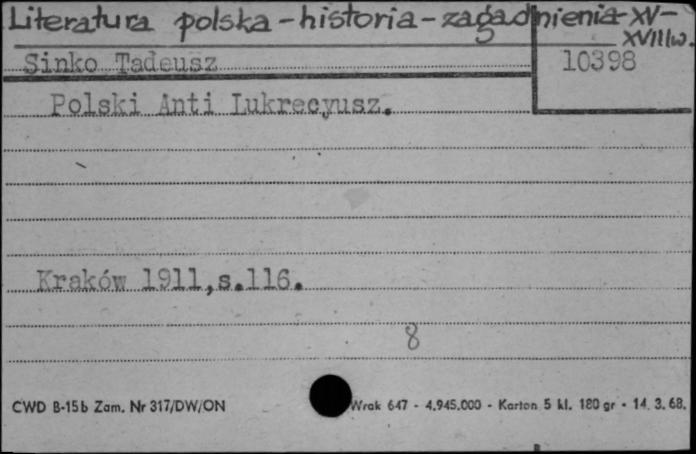 Literatura polska - historia - zagadnienia - XV -
XVIII w.
Sinko Tadeusz
10398
Polski Anti Lukrecyusz.
Kraków 1911,s.116.
8
CWD B-15b Zam. Nr 317/DW/ON
Wrak 647 - 4.945.000 - Karton 5 kl. 180 gr - 14. 3. 68.